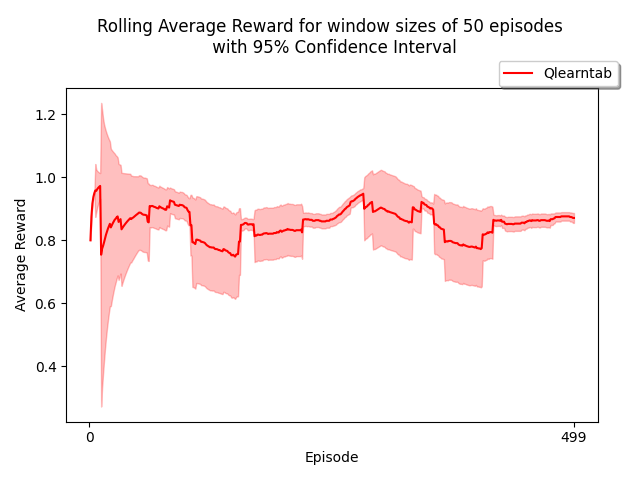 Rolling Average Reward for window sizes of 50 episodes
with 95% Confidence Interval
Qlearntab
1.2
1.0
0.8
0.6
0.4
Average Reward
0
499
Episode